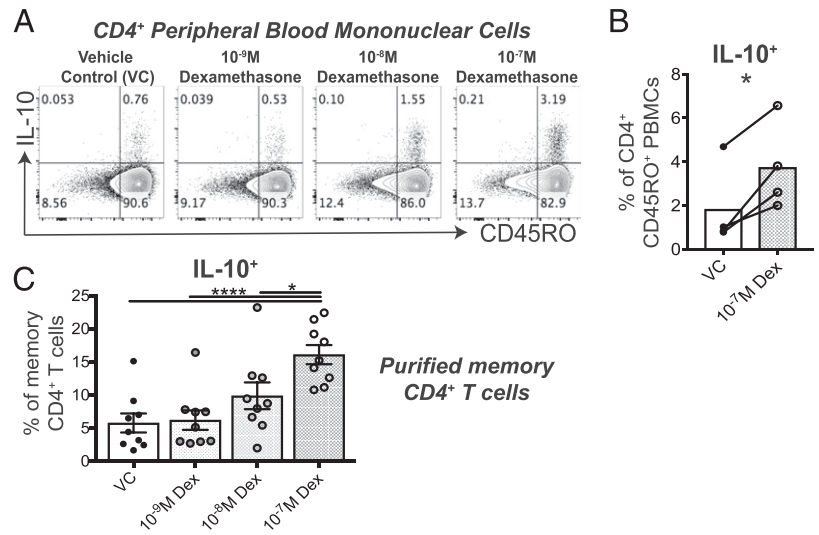 A
CD4⁺ Peripheral Blood Mononuclear Cells
Vehicle
Control (VC)
10⁻⁹M
Dexamethasone
10⁻⁸M
Dexamethasone
10⁻⁷M
Dexamethasone
IL-10
0.053
0.76
8.56
90.6
0.039
0.53
9.17
90.3
0.10
1.55
12.4
86.0
0.21
3.19
13.7
82.9
CD45RO
B
IL-10⁺
*
% of CD4⁺
CD45RO⁺ PBMCs
8
6
4
2
0
VC
10⁻⁷M Dex
C
IL-10⁺
**** *
% of memory
CD4⁺ T cells
25
20
15
10
5
0
VC
10⁻⁹M Dex
10⁻⁸M Dex
10⁻⁷M Dex
Purified memory
CD4⁺ T cells